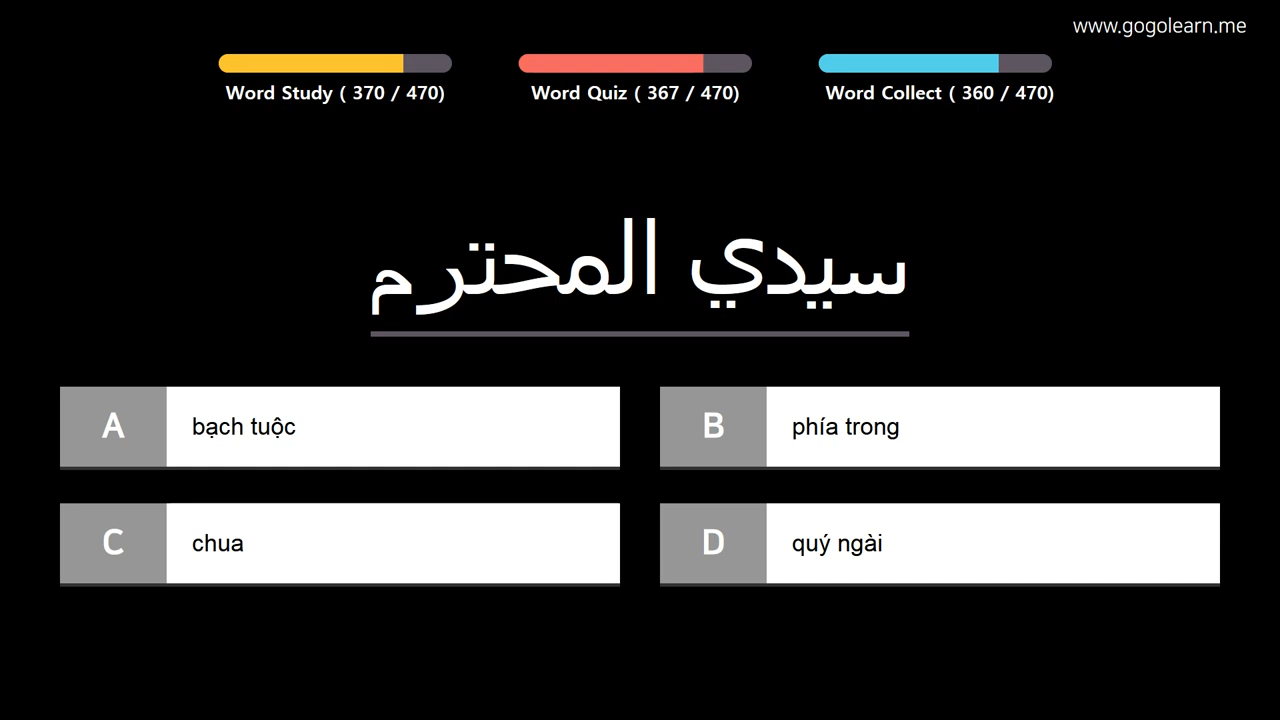 www.gogolearn.me
Word Study ( 370 / 470)
Word Quiz ( 367 / 470)
Word Collect ( 360 / 470)
سيدي المحترم
A bạch tuộc
B phía trong
C chua
D quý ngài